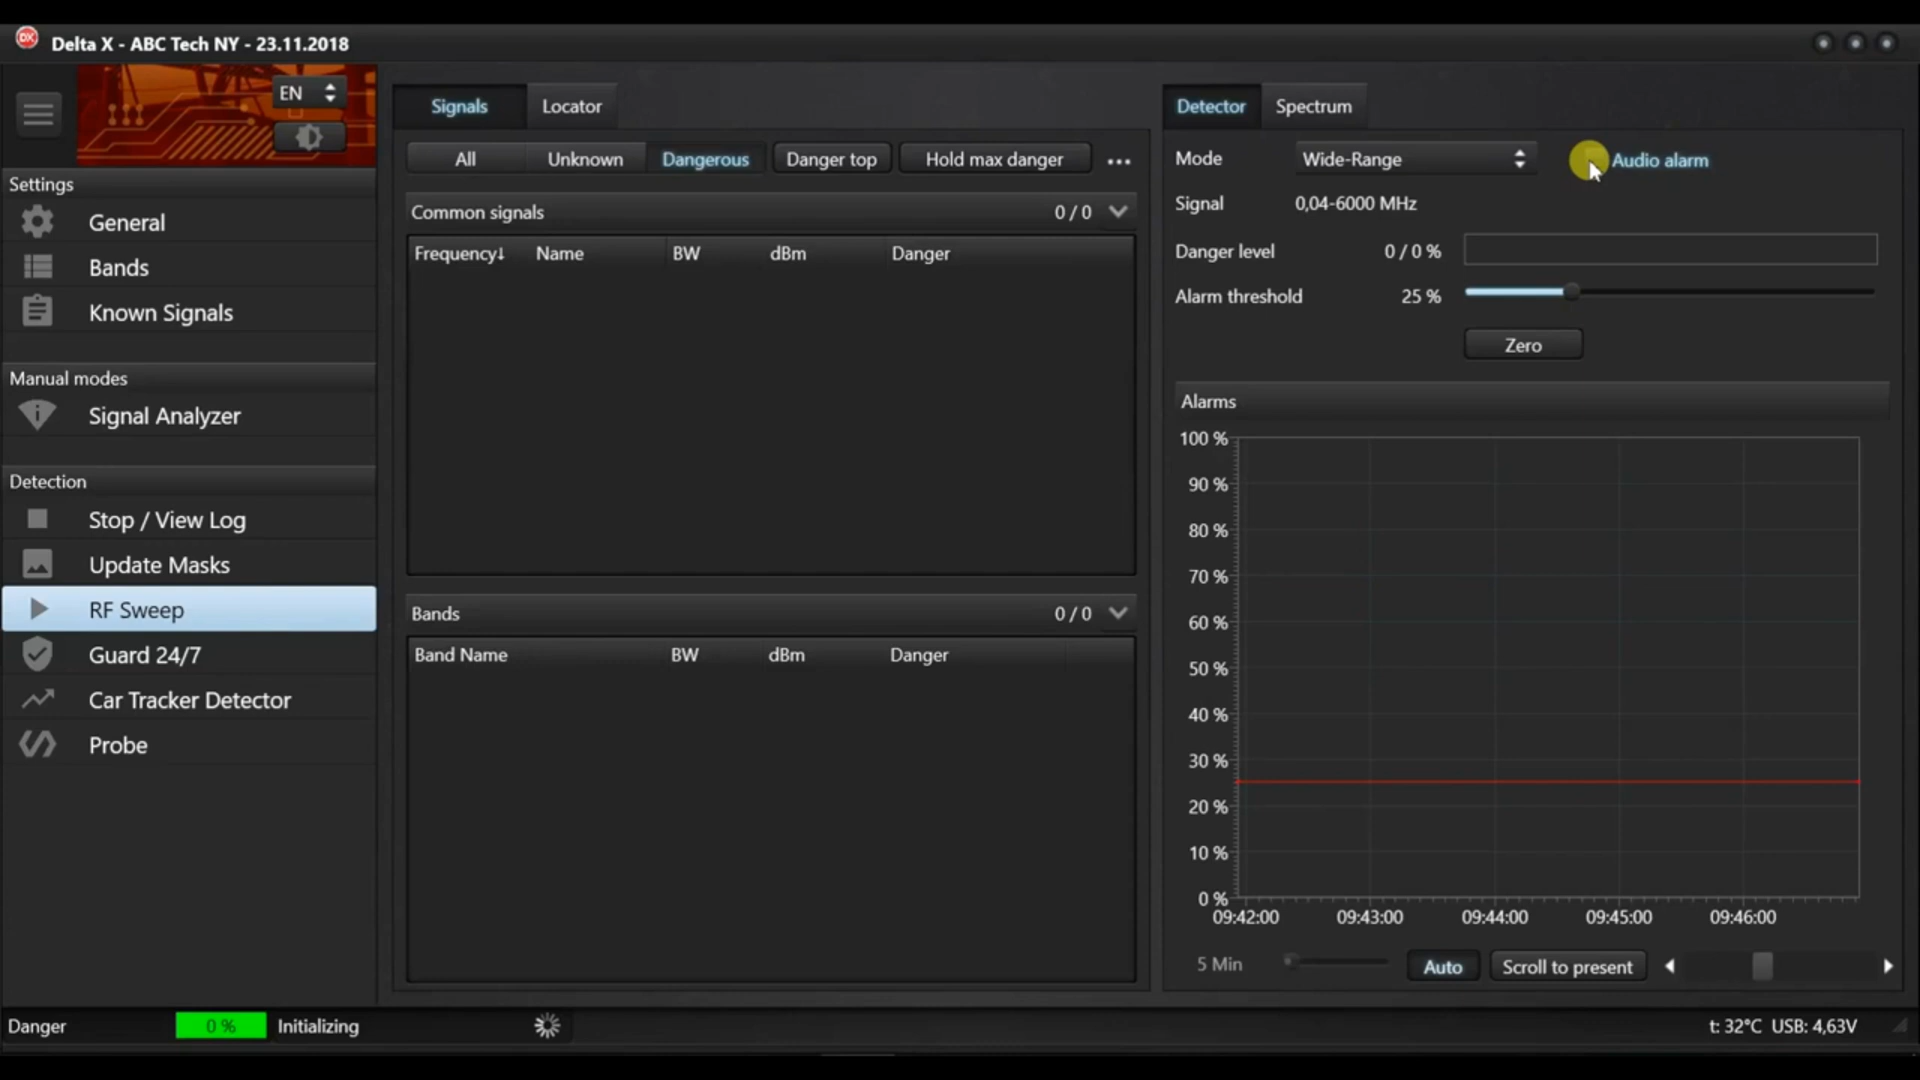 DX Delta X - ABC Tech NY - 23.11.2018
EN
Settings
General
Bands
Known Signals
Manual modes
Signal Analyzer
Detection
Stop / View Log
Update Masks
RF Sweep
Guard 24/7
Car Tracker Detector
Probe
Signals Locator
All Unknown Dangerous Danger top Hold max danger ...
Common signals 0 / 0
Frequency↓ Name BW dBm Danger
Bands 0 / 0
Band Name BW dBm Danger
Detector Spectrum
Mode Wide-Range Audio alarm
Signal 0,04-6000 MHz
Danger level 0 / 0 %
Alarm threshold 25 %
Zero
Alarms
100 %
90 %
80 %
70 %
60 %
50 %
40 %
30 %
20 %
10 %
0 %
09:42:00 09:43:00 09:44:00 09:45:00 09:46:00
5 Min Auto Scroll to present
Danger 0 % Initializing t: 32°C USB: 4,63V